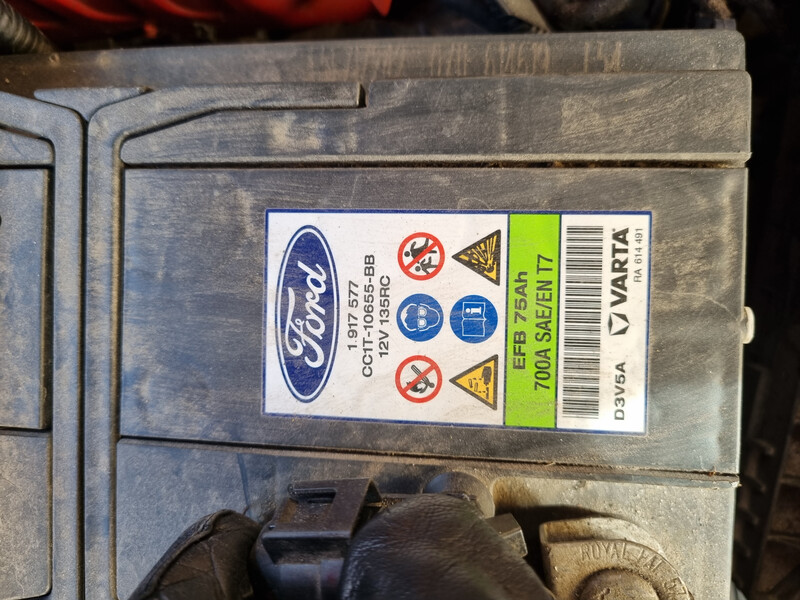 Ford
1 917 577
CC1T-10655-BB
12V 135RC
EFB 75Ah
700A SAE/EN T7
D3V5A
VARTA
RA 614 491
ROYAL